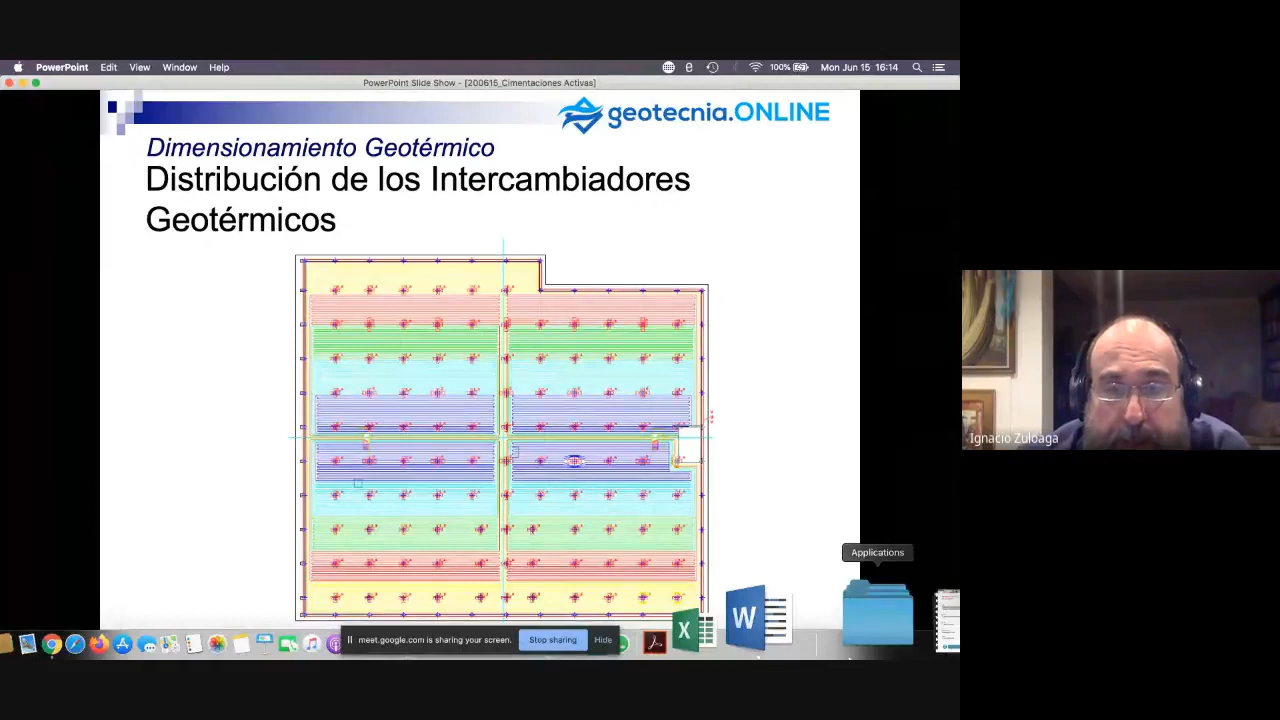 PowerPoint Edit View Window Help
100% Mon Jun 15 16:14
PowerPoint Slide Show - [200615_Cimentaciones Activas]
geotecnia.ONLINE
Dimensionamiento Geotérmico
Distribución de los Intercambiadores
Geotérmicos
Ignacio Zuloaga
Applications
meet.google.com is sharing your screen. Stop sharing Hide
X
W